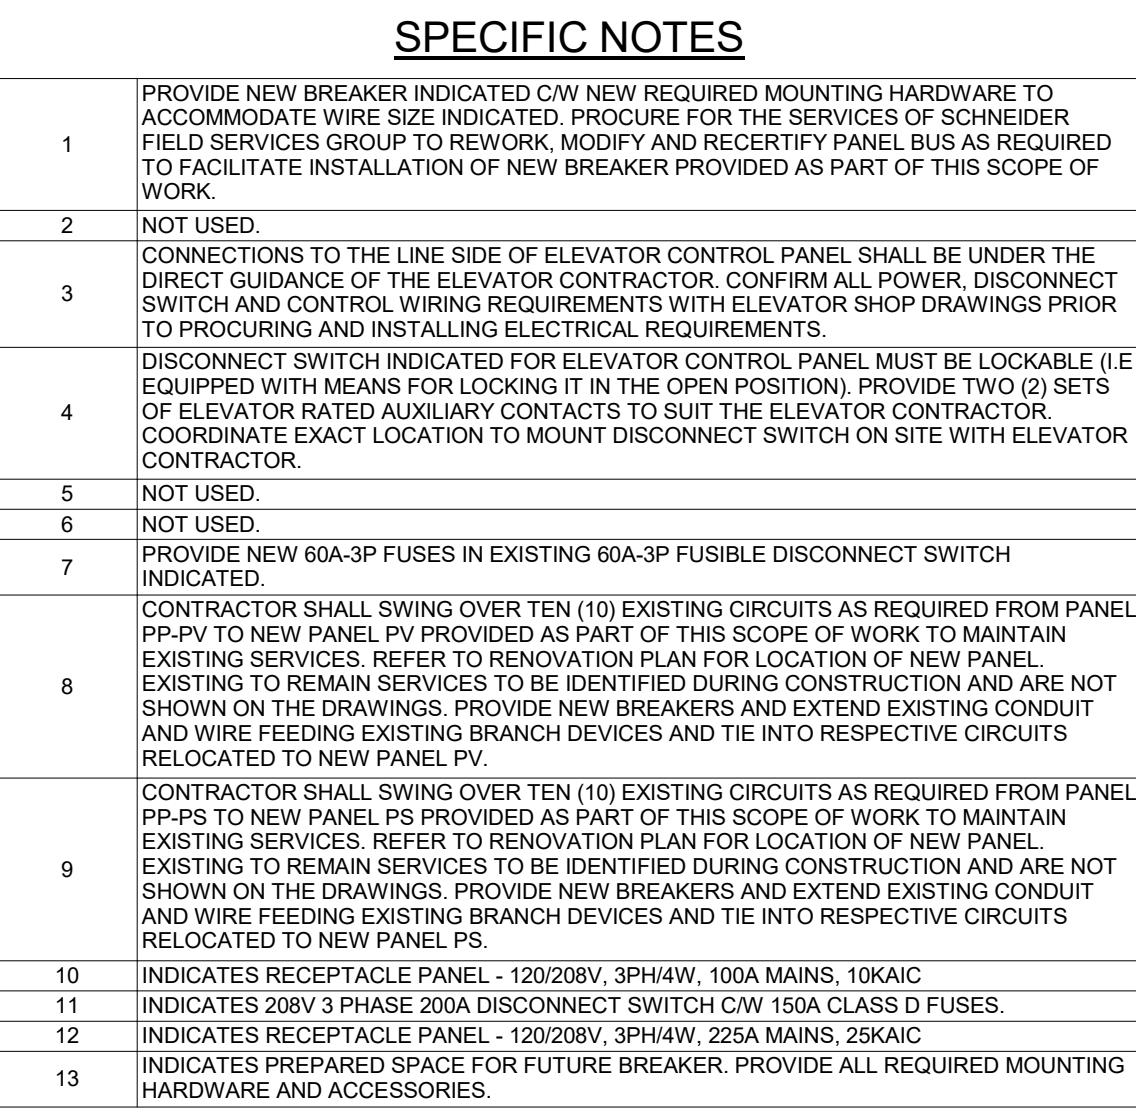 SPECIFIC NOTES
1
PROVIDE NEW BREAKER INDICATED C/W NEW REQUIRED MOUNTING HARDWARE TO
ACCOMMODATE WIRE SIZE INDICATED. PROCURE FOR THE SERVICES OF SCHNEIDER
FIELD SERVICES GROUP TO REWORK, MODIFY AND RECERTIFY PANEL BUS AS REQUIRED
TO FACILITATE INSTALLATION OF NEW BREAKER PROVIDED AS PART OF THIS SCOPE OF
WORK.
2
NOT USED.
3
CONNECTIONS TO THE LINE SIDE OF ELEVATOR CONTROL PANEL SHALL BE UNDER THE
DIRECT GUIDANCE OF THE ELEVATOR CONTRACTOR. CONFIRM ALL POWER, DISCONNECT
SWITCH AND CONTROL WIRING REQUIREMENTS WITH ELEVATOR SHOP DRAWINGS PRIOR
TO PROCURING AND INSTALLING ELECTRICAL REQUIREMENTS.
4
DISCONNECT SWITCH INDICATED FOR ELEVATOR CONTROL PANEL MUST BE LOCKABLE (I.E
EQUIPPED WITH MEANS FOR LOCKING IT IN THE OPEN POSITION). PROVIDE TWO (2) SETS
OF ELEVATOR RATED AUXILIARY CONTACTS TO SUIT THE ELEVATOR CONTRACTOR.
COORDINATE EXACT LOCATION TO MOUNT DISCONNECT SWITCH ON SITE WITH ELEVATOR
CONTRACTOR.
5
NOT USED.
6
NOT USED.
7
PROVIDE NEW 60A-3P FUSES IN EXISTING 60A-3P FUSIBLE DISCONNECT SWITCH
INDICATED.
8
CONTRACTOR SHALL SWING OVER TEN (10) EXISTING CIRCUITS AS REQUIRED FROM PANEL
PP-PV TO NEW PANEL PV PROVIDED AS PART OF THIS SCOPE OF WORK TO MAINTAIN
EXISTING SERVICES. REFER TO RENOVATION PLAN FOR LOCATION OF NEW PANEL.
EXISTING TO REMAIN SERVICES TO BE IDENTIFIED DURING CONSTRUCTION AND ARE NOT
SHOWN ON THE DRAWINGS. PROVIDE NEW BREAKERS AND EXTEND EXISTING CONDUIT
AND WIRE FEEDING EXISTING BRANCH DEVICES AND TIE INTO RESPECTIVE CIRCUITS
RELOCATED TO NEW PANEL PV.
9
CONTRACTOR SHALL SWING OVER TEN (10) EXISTING CIRCUITS AS REQUIRED FROM PANEL
PP-PS TO NEW PANEL PS PROVIDED AS PART OF THIS SCOPE OF WORK TO MAINTAIN
EXISTING SERVICES. REFER TO RENOVATION PLAN FOR LOCATION OF NEW PANEL.
EXISTING TO REMAIN SERVICES TO BE IDENTIFIED DURING CONSTRUCTION AND ARE NOT
SHOWN ON THE DRAWINGS. PROVIDE NEW BREAKERS AND EXTEND EXISTING CONDUIT
AND WIRE FEEDING EXISTING BRANCH DEVICES AND TIE INTO RESPECTIVE CIRCUITS
RELOCATED TO NEW PANEL PS.
10
INDICATES RECEPTACLE PANEL - 120/208V, 3PH/4W, 100A MAINS, 10KAIC
11
INDICATES 208V 3 PHASE 200A DISCONNECT SWITCH C/W 150A CLASS D FUSES.
12
INDICATES RECEPTACLE PANEL - 120/208V, 3PH/4W, 225A MAINS, 25KAIC
13
INDICATES PREPARED SPACE FOR FUTURE BREAKER. PROVIDE ALL REQUIRED MOUNTING
HARDWARE AND ACCESSORIES.